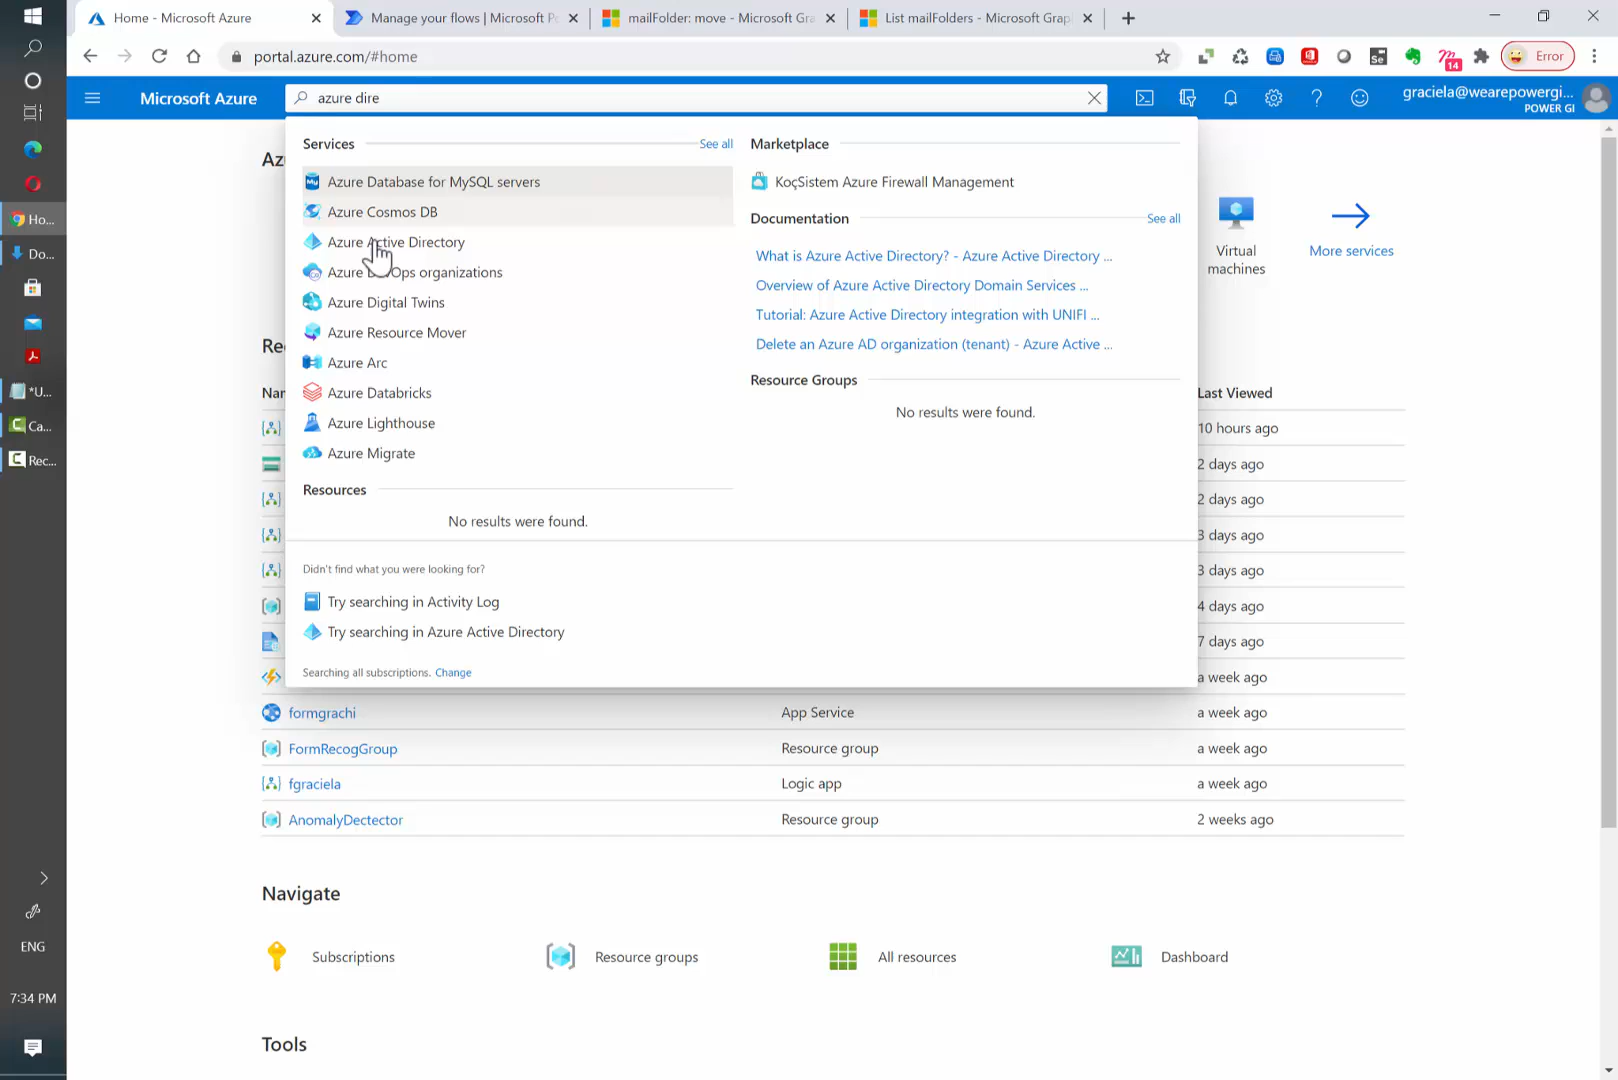 Home - Microsoft Azure
Manage your flows | Microsoft Po
mailFolder: move - Microsoft Gra
List mailFolders - Microsoft Graph
portal.azure.com/#home
14
Error
Microsoft Azure
azure dire
graciela@wearepowergi...
POWER GI
Services
See all
Azure Database for MySQL servers
Azure Cosmos DB
Azure Active Directory
Azure DevOps organizations
Azure Digital Twins
Azure Resource Mover
Azure Arc
Azure Databricks
Azure Lighthouse
Azure Migrate
Resources
No results were found.
Marketplace
KoçSistem Azure Firewall Management
Documentation
See all
What is Azure Active Directory? - Azure Active Directory ...
Overview of Azure Active Directory Domain Services ...
Tutorial: Azure Active Directory integration with UNIFI ...
Delete an Azure AD organization (tenant) - Azure Active ...
Resource Groups
No results were found.
Didn't find what you were looking for?
Try searching in Activity Log
Try searching in Azure Active Directory
Searching all subscriptions. Change
Az
Virtual
machines
More services
Re
Nar
Last Viewed
10 hours ago
2 days ago
2 days ago
3 days ago
3 days ago
4 days ago
7 days ago
a week ago
formgrachi App Service a week ago
FormRecogGroup Resource group a week ago
fgraciela Logic app a week ago
AnomalyDectector Resource group 2 weeks ago
Navigate
Subscriptions
Resource groups
All resources
Dashboard
Tools
Ho...
Do...
*U...
Ca...
Rec...
ENG
7:34 PM